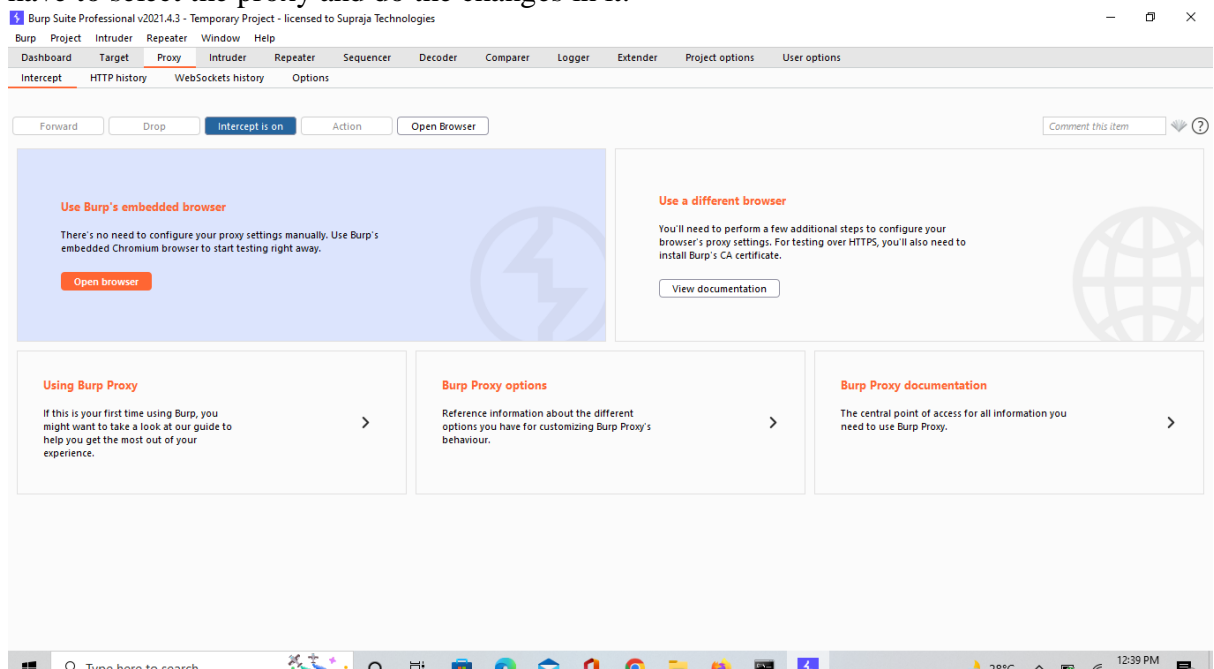 have to select the proxy and do the changes in it.
Burp Suite Professional v2021.4.3 - Temporary Project - licensed to Supraja Technologies
Burp Project Intruder Repeater Window Help
Dashboard Target Proxy Intruder Repeater Sequencer Decoder Comparer Logger Extender Project options User options
Intercept HTTP history WebSockets history Options
Forward Drop Intercept is on Action Open Browser Comment this item
Use Burp's embedded browser
There's no need to configure your proxy settings manually. Use Burp's
embedded Chromium browser to start testing right away.
Open browser
Use a different browser
You'll need to perform a few additional steps to configure your
browser's proxy settings. For testing over HTTPS, you'll also need to
install Burp's CA certificate.
View documentation
Using Burp Proxy
If this is your first time using Burp, you
might want to take a look at our guide to
help you get the most out of your
experience.
Burp Proxy options
Reference information about the different
options you have for customizing Burp Proxy's
behaviour.
Burp Proxy documentation
The central point of access for all information you
need to use Burp Proxy.
Type here to search
28°C
12:39 PM